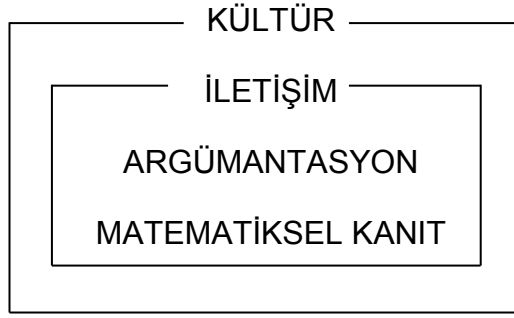 KÜLTÜR
İLETİŞİM
ARGÜMANTASYON
MATEMATİKSEL KANIT